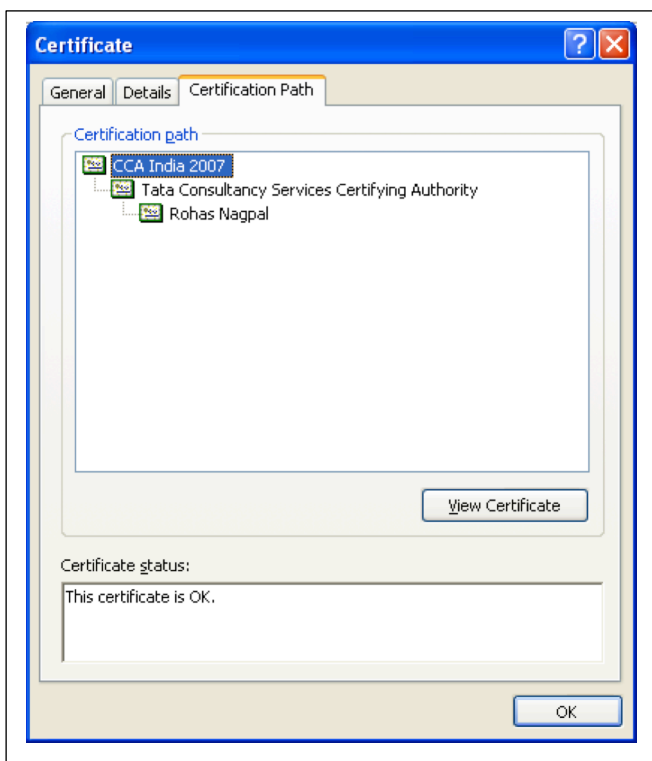 Certificate
General Details Certification Path
Certification path
CCA India 2007
Tata Consultancy Services Certifying Authority
Rohas Nagpal
View Certificate
Certificate status:
This certificate is OK.
OK